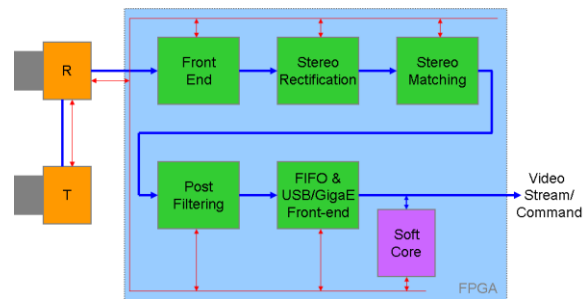 R
Front
End
Stereo
Rectification
Stereo
Matching
T
Post
Filtering
FIFO &
USB/GigaE
Front-end
Video
Stream/
Command
Soft
Core
FPGA